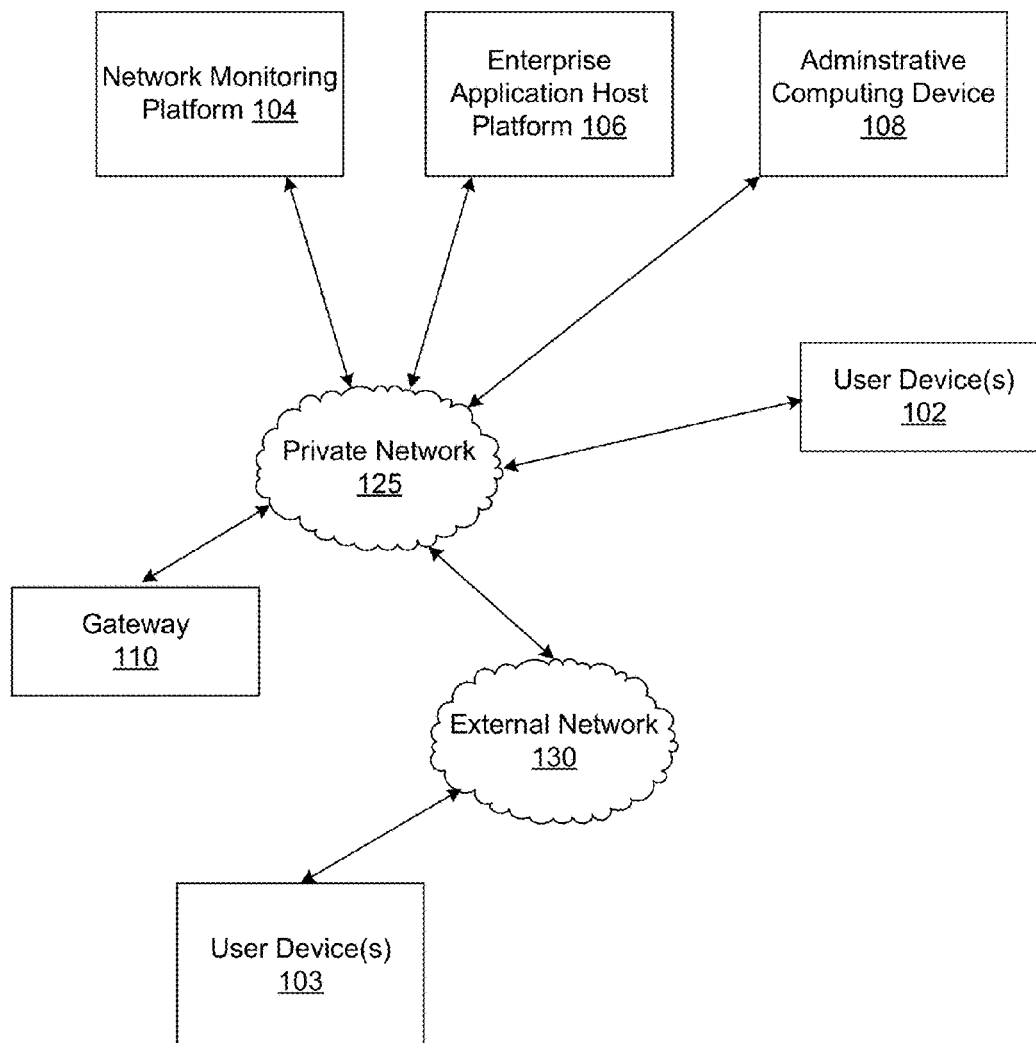 Network Monitoring
Platform 104
Enterprise
Application Host
Platform 106
Adminstrative
Computing Device
108
User Device(s)
102
Private Network
125
Gateway
110
External Network
130
User Device(s)
103